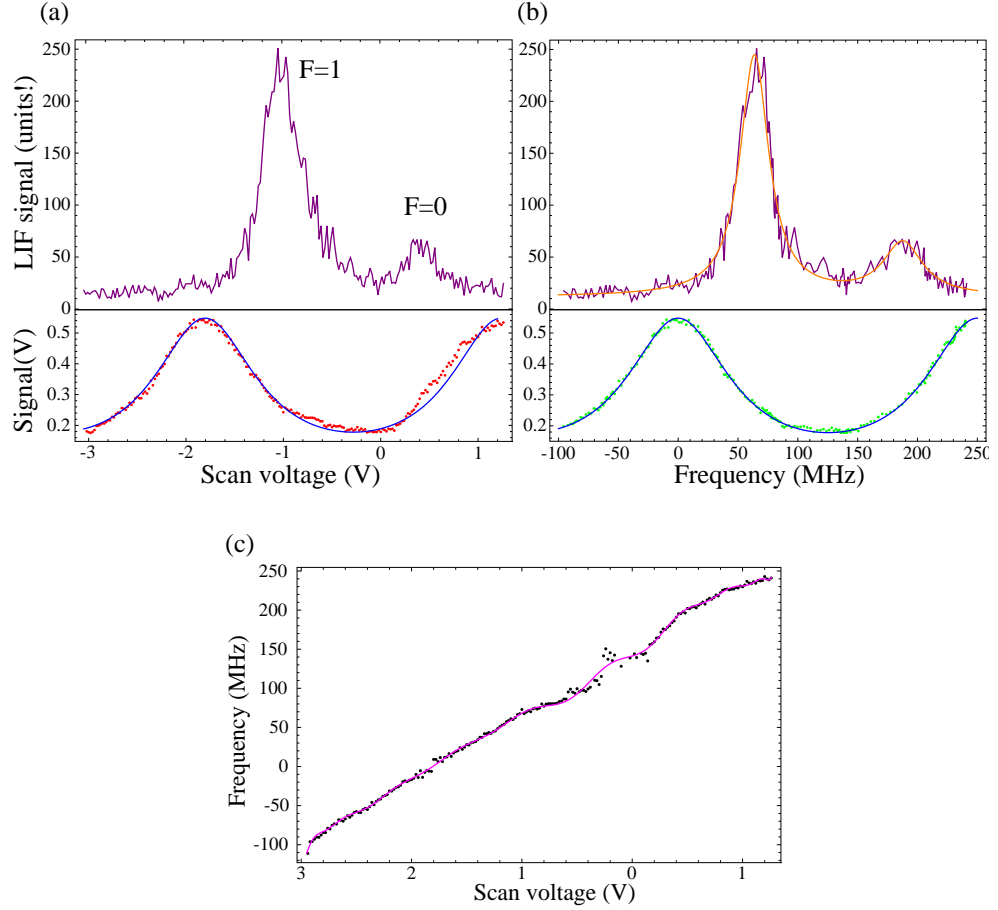 (a)
(b)
F=1
F=0
LIF signal (units!)
250
200
150
100
50
0
Signal(V)
0.5
0.4
0.3
0.2
-3 -2 -1 0 1
Scan voltage (V)
250
200
150
100
50
0
0.5
0.4
0.3
0.2
-100 -50 0 50 100 150 200 250
Frequency (MHz)
(c)
Frequency (MHz)
250
200
150
100
50
0
-50
-100
3 2 1 0 1
Scan voltage (V)